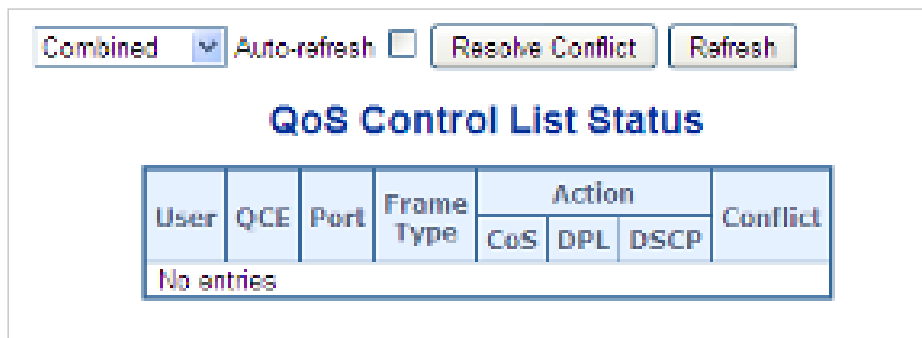 Combined Auto-refresh Resolve Conflict Refresh
QoS Control List Status
User QCE Port Frame Type Action Conflict
CoS DPL DSCP
No entries